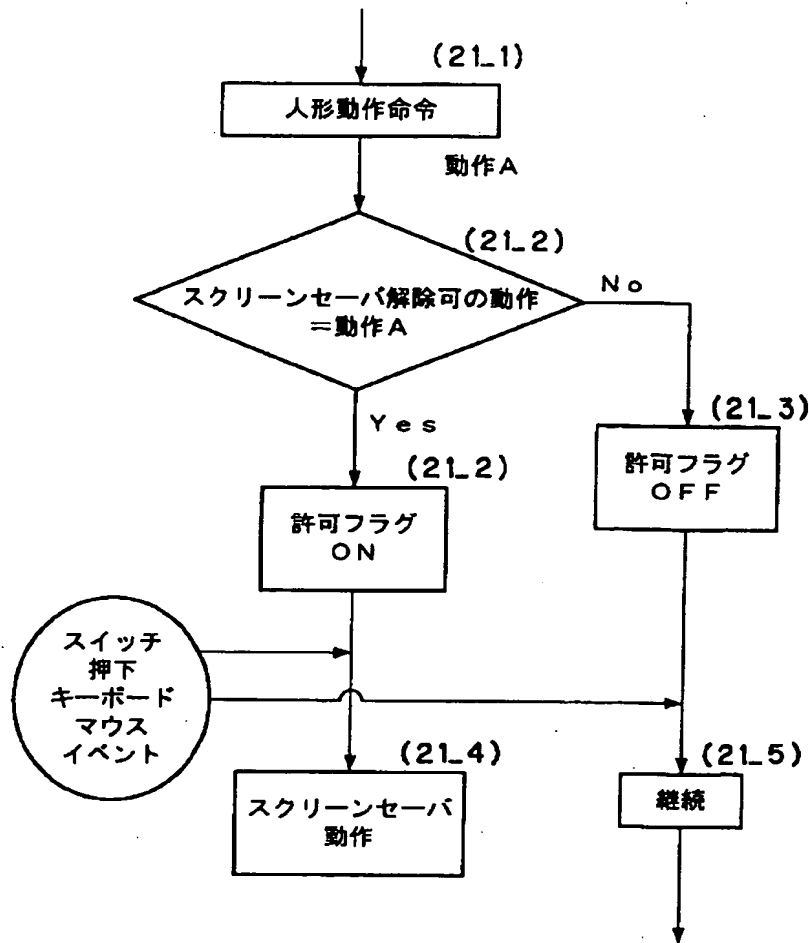 (21_1)
人形動作命令
動作A
(21_2)
スクリーンセーバ解除可の動作
=動作A
No
Yes
(21_3)
許可フラグ
OFF
(21_2)
許可フラグ
ON
スイッチ
押下
キーボード
マウス
イベント
(21_4)
スクリーンセーバ
動作
(21_5)
継続